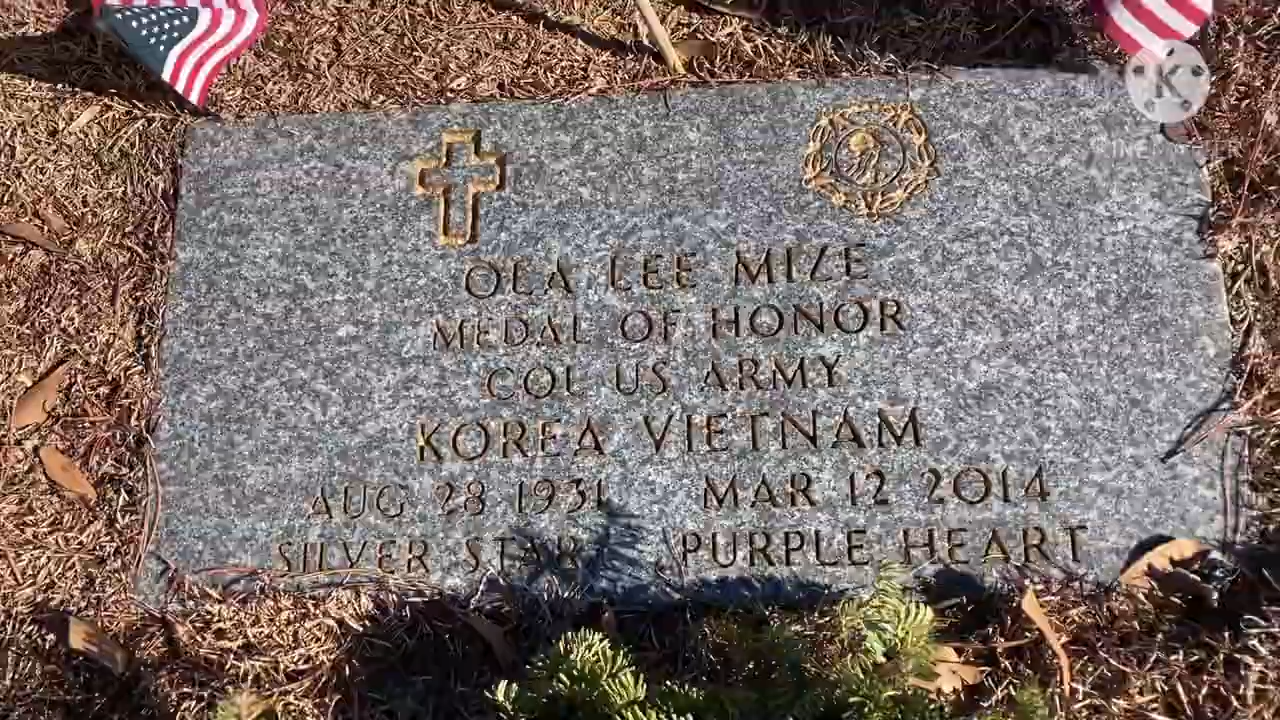 K
OLA LEE MIZE
MEDAL OF HONOR
COL US ARMY
KOREA VIETNAM
AUG 28 1931 MAR 12 2014
SILVER STAR PURPLE HEART